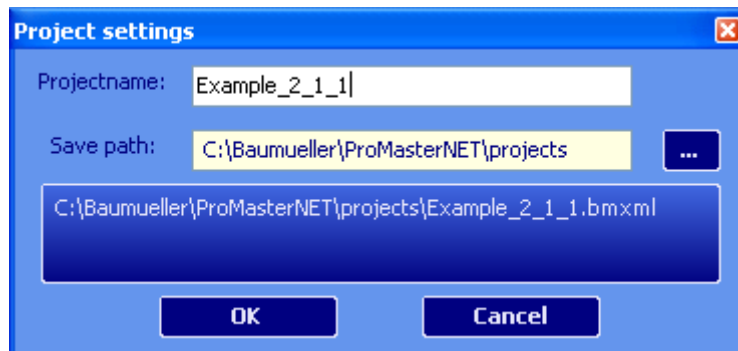 Project settings
Projectname: Example_2_1_1
Save path: C:\Baumueller\ProMasterNET\projects ...
C:\Baumueller\ProMasterNET\projects\Example_2_1_1.bmxml
OK Cancel